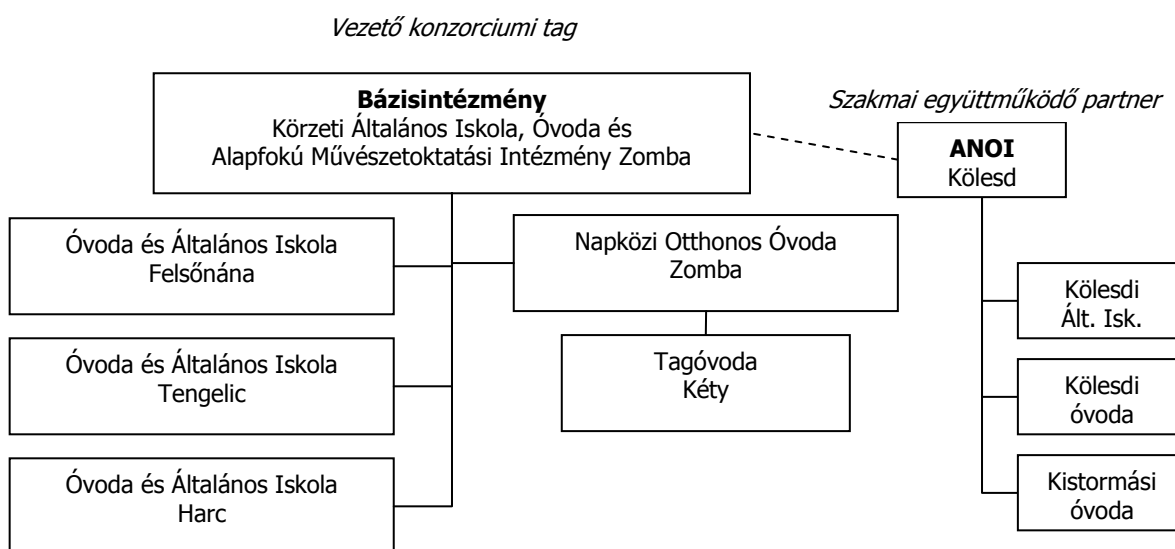 Vezető konzorciumi tag
Bázisintézmény
Körzeti Általános Iskola, Óvoda és
Alapfokú Művészetoktatási Intézmény Zomba
Szakmai együttműködő partner
ANOI
Kölesd
Óvoda és Általános Iskola
Felsőnána
Napközi Otthonos Óvoda
Zomba
Óvoda és Általános Iskola
Tengelic
Tagóvoda
Kéty
Óvoda és Általános Iskola
Harc
Kölesdi
Ált. Isk.
Kölesdi
óvoda
Kistormási
óvoda